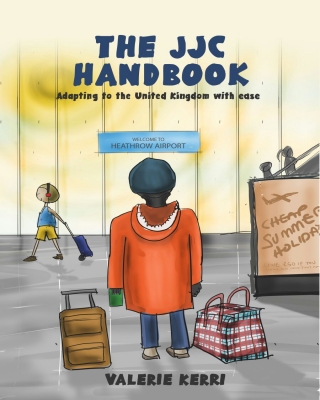 THE JJC
HANDBOOK
Adapting to the United Kingdom with ease
WELCOME TO
HEATHROW AIRPORT
CHEAP
SUMMER
HOLIDAY
VALERIE KERRI